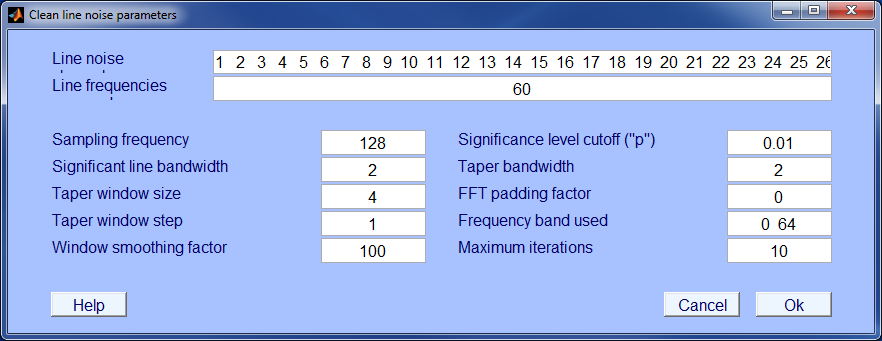 Clean line noise parameters
Line noise
1 2 3 4 5 6 7 8 9 10 11 12 13 14 15 16 17 18 19 20 21 22 23 24 25 26
Line frequencies 60
Sampling frequency 128 Significance level cutoff ("p") 0.01
Significant line bandwidth 2 Taper bandwidth 2
Taper window size 4 FFT padding factor 0
Taper window step 1 Frequency band used 0 64
Window smoothing factor 100 Maximum iterations 10
Help Cancel Ok